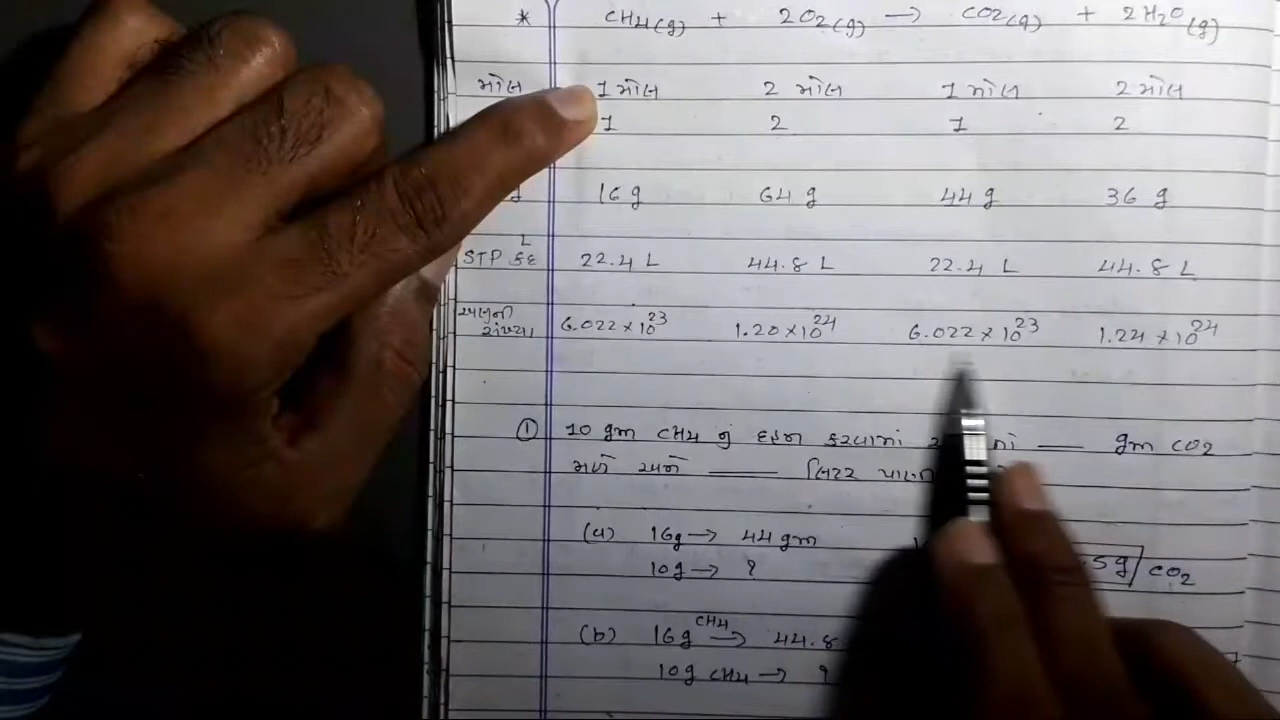 * CH4(g) + 2O2(g) → CO2(g) + 2H2O(g)
મોલ 1 મોલ 2 મોલ 1 મોલ 2 મોલ
1 2 1 2
g 16 g 64 g 44 g 36 g
STP કદ L 22.4 L 44.8 L 22.4 L 44.8 L
અણુની સંખ્યા 6.022 × 10^23 1.20 × 10^24 6.022 × 10^23 1.24 × 10^24
① 10 gm CH4 નું દહન કરવામાં —— gm CO2
મળે અને —— લિટર
(a) 16g → 44 gm
10g → ? 5g CO2
(b) 16g CH4 → 44.8
10g CH4 → ?